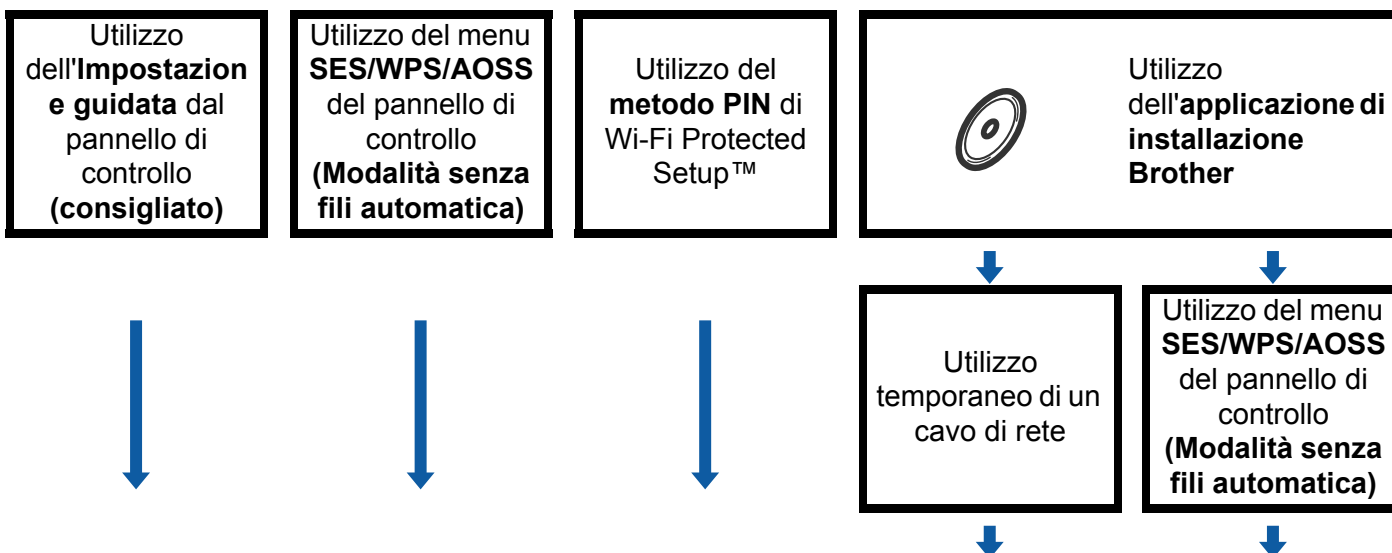 Utilizzo
dell'Impostazion
e guidata dal
pannello di
controllo
(consigliato)
Utilizzo del menu
SES/WPS/AOSS
del pannello di
controllo
(Modalità senza
fili automatica)
Utilizzo del
metodo PIN di
Wi-Fi Protected
Setup™
Utilizzo
dell'applicazione di
installazione
Brother
Utilizzo
temporaneo di un
cavo di rete
Utilizzo del menu
SES/WPS/AOSS
del pannello di
controllo
(Modalità senza
fili automatica)